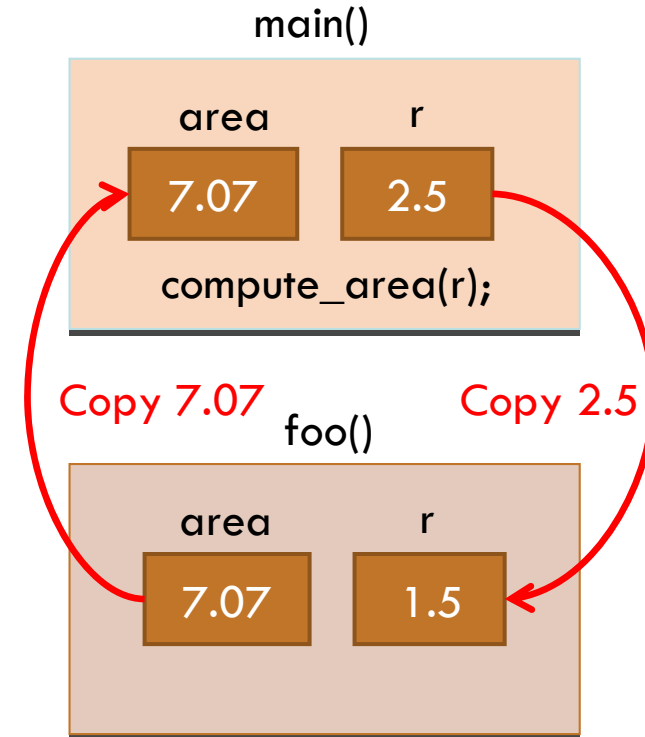 main()
area r
7.07 2.5
compute_area(r);
Copy 7.07 Copy 2.5
foo()
area r
7.07 1.5